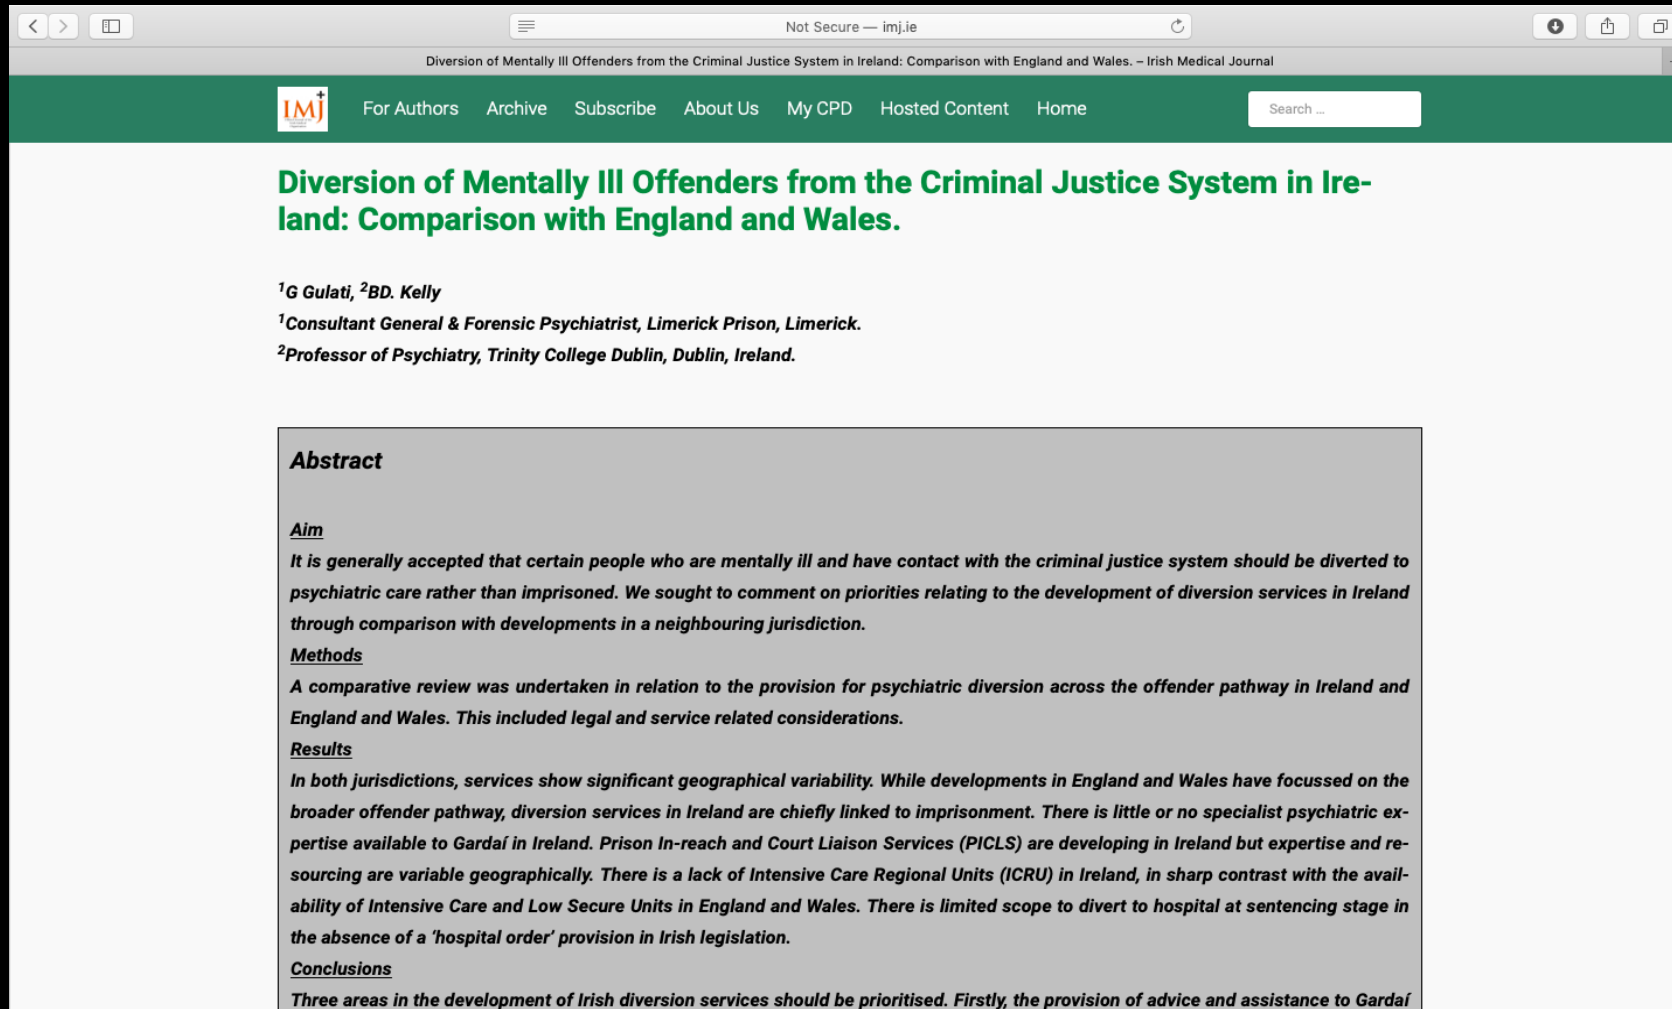 Not Secure — imj.ie
Diversion of Mentally Ill Offenders from the Criminal Justice System in Ireland: Comparison with England and Wales. – Irish Medical Journal
IMJ+
For Authors Archive Subscribe About Us My CPD Hosted Content Home
Search ...
Diversion of Mentally Ill Offenders from the Criminal Justice System in Ire-
land: Comparison with England and Wales.
1G Gulati, 2BD. Kelly
1Consultant General & Forensic Psychiatrist, Limerick Prison, Limerick.
2Professor of Psychiatry, Trinity College Dublin, Dublin, Ireland.
Abstract
Aim
It is generally accepted that certain people who are mentally ill and have contact with the criminal justice system should be diverted to
psychiatric care rather than imprisoned. We sought to comment on priorities relating to the development of diversion services in Ireland
through comparison with developments in a neighbouring jurisdiction.
Methods
A comparative review was undertaken in relation to the provision for psychiatric diversion across the offender pathway in Ireland and
England and Wales. This included legal and service related considerations.
Results
In both jurisdictions, services show significant geographical variability. While developments in England and Wales have focussed on the
broader offender pathway, diversion services in Ireland are chiefly linked to imprisonment. There is little or no specialist psychiatric ex-
pertise available to Gardaí in Ireland. Prison In-reach and Court Liaison Services (PICLS) are developing in Ireland but expertise and re-
sourcing are variable geographically. There is a lack of Intensive Care Regional Units (ICRU) in Ireland, in sharp contrast with the avail-
ability of Intensive Care and Low Secure Units in England and Wales. There is limited scope to divert to hospital at sentencing stage in
the absence of a ‘hospital order’ provision in Irish legislation.
Conclusions
Three areas in the development of Irish diversion services should be prioritised. Firstly, the provision of advice and assistance to Gardaí